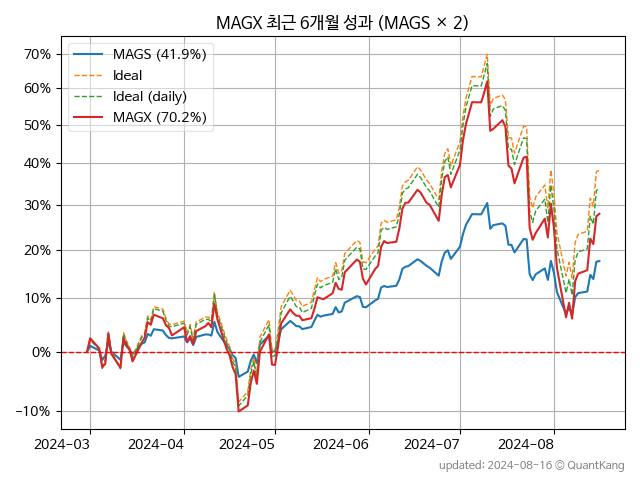 MAGX 최근 6개월 성과 (MAGS × 2)
MAGS (41.9%)
Ideal
Ideal (daily)
MAGX (70.2%)
70%
60%
50%
40%
30%
20%
10%
0%
−10%
2024−03 2024−04 2024−05 2024−06 2024−07 2024−08
updated: 2024−08−16 © QuantKang